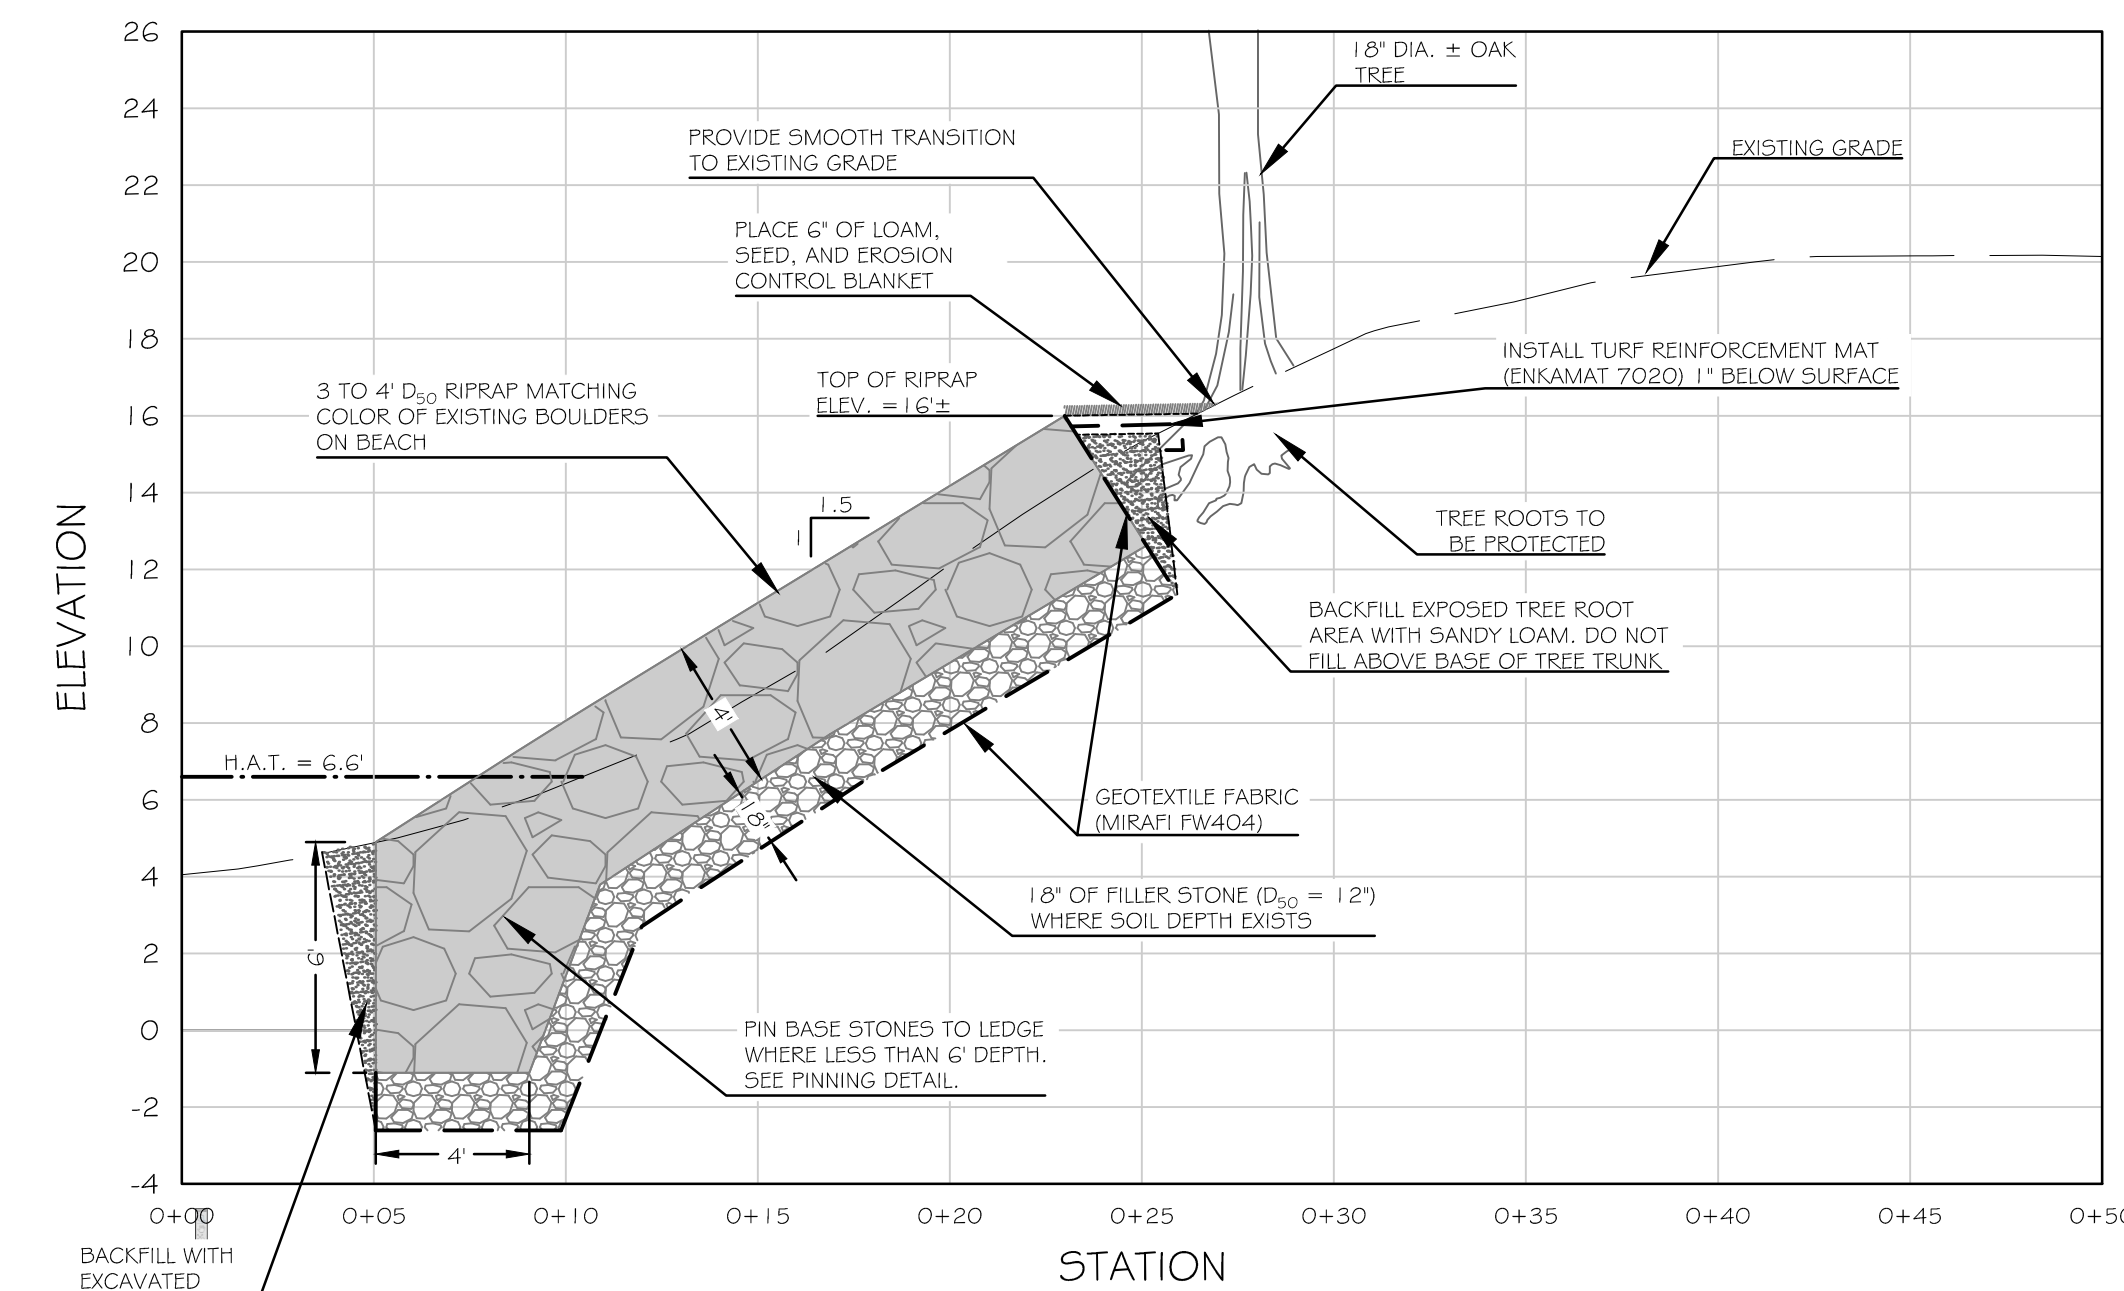 26
24
22
20
18
16
14
12
10
8
6
4
2
0
-2
-4
ELEVATION
18" DIA. ± OAK
TREE
PROVIDE SMOOTH TRANSITION
TO EXISTING GRADE
EXISTING GRADE
PLACE 6" OF LOAM,
SEED, AND EROSION
CONTROL BLANKET
INSTALL TURF REINFORCEMENT MAT
(ENKAMAT 7020) 1" BELOW SURFACE
TOP OF RIPRAP
ELEV. =16'±
3 TO 4' D50 RIPRAP MATCHING
COLOR OF EXISTING BOULDERS
ON BEACH
1.5
1
TREE ROOTS TO
BE PROTECTED
BACKFILL EXPOSED TREE ROOT
AREA WITH SANDY LOAM. DO NOT
FILL ABOVE BASE OF TREE TRUNK
4'
H.A.T. = 6.6'
18"
GEOTEXTILE FABRIC
(MIRAFI FW404)
18" OF FILLER STONE (D50 = 12")
WHERE SOIL DEPTH EXISTS
6'
PIN BASE STONES TO LEDGE
WHERE LESS THAN 6' DEPTH.
SEE PINNING DETAIL.
4'
0+00
0+05
0+10
0+15
0+20
0+25
0+30
0+35
0+40
0+45
0+50
BACKFILL WITH
EXCAVATED
STATION